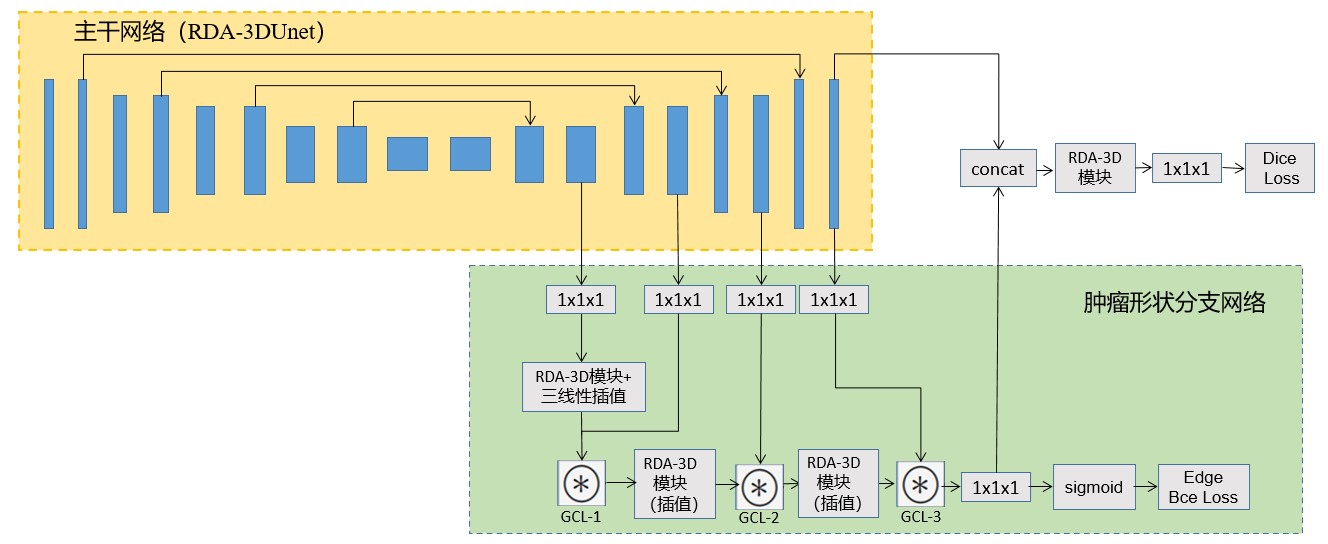 主干网络（RDA-3DUnet）
concat
RDA-3D
模块
1x1x1
Dice
Loss
肿瘤形状分支网络
1x1x1
1x1x1
1x1x1
1x1x1
RDA-3D模块+
三线性插值
RDA-3D
模块
（插值）
RDA-3D
模块
（插值）
GCL-1
GCL-2
GCL-3
1x1x1
sigmoid
Edge
Bce Loss